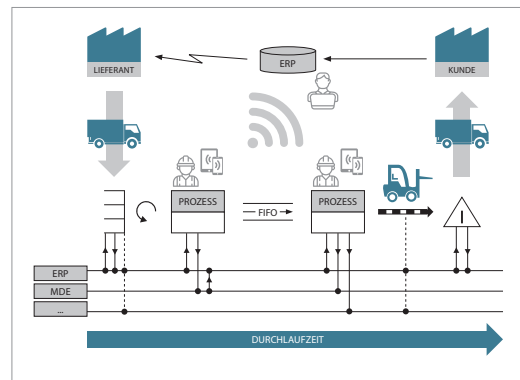 LIEFERANT
ERP
KUNDE
PROZESS
FIFO
PROZESS
I
ERP
MDE
...
DURCHLAUFZEIT